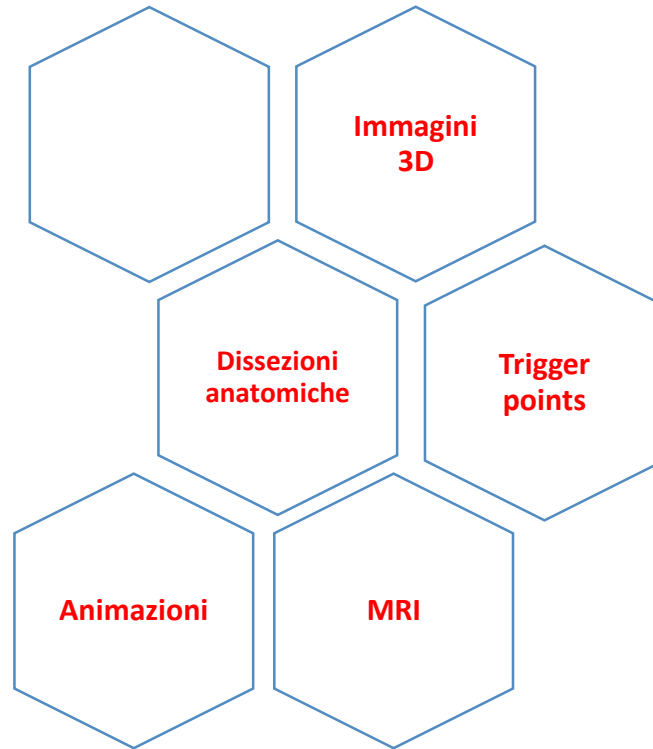 Immagini
3D
Dissezioni
anatomiche
Trigger
points
Animazioni
MRI